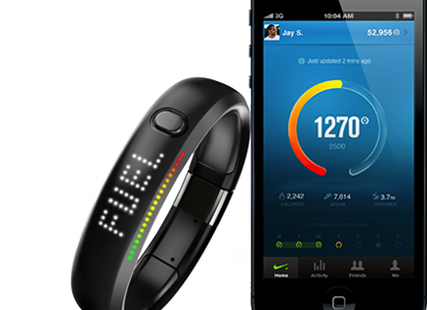 FUEL
3G
10:04 AM
Jay S.
52,956
Just updated 2 mins ago
1270
2500
2,242
7,614
3.7
CALORIES
STEPS
DISTANCE
Home
Activity
Friends
Me